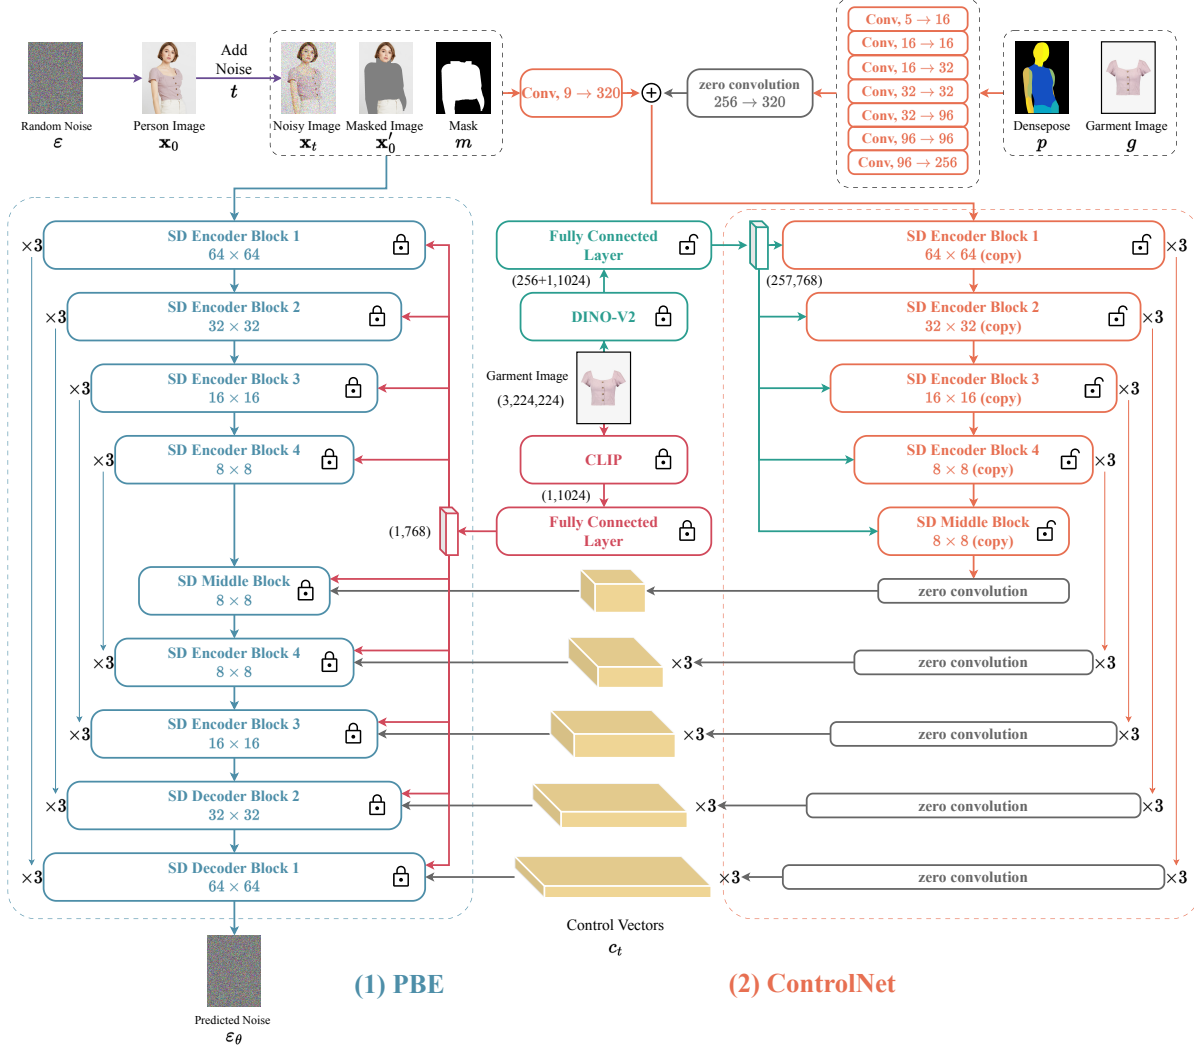 Random Noise
ε
Person Image
x₀
Add
Noise
t
Noisy Image
xₜ
Masked Image
x′₀
Mask
m
Conv, 9 → 320
+
zero convolution
256 → 320
Conv, 5 → 16
Conv, 16 → 16
Conv, 16 → 32
Conv, 32 → 32
Conv, 32 → 96
Conv, 96 → 96
Conv, 96 → 256
Densepose
p
Garment Image
g
×3
SD Encoder Block 1
64 × 64
×3
SD Encoder Block 2
32 × 32
×3
SD Encoder Block 3
16 × 16
×3
SD Encoder Block 4
8 × 8
SD Middle Block
8 × 8
×3
SD Encoder Block 4
8 × 8
×3
SD Encoder Block 3
16 × 16
×3
SD Decoder Block 2
32 × 32
×3
SD Decoder Block 1
64 × 64
Predicted Noise
ε_θ
(1) PBE
Fully Connected
Layer
(256+1,1024)
DINO-V2
Garment Image
(3,224,224)
CLIP
(1,1024)
Fully Connected
Layer
(1,768)
(257,768)
SD Encoder Block 1
64 × 64 (copy)
×3
SD Encoder Block 2
32 × 32 (copy)
×3
SD Encoder Block 3
16 × 16 (copy)
×3
SD Encoder Block 4
8 × 8 (copy)
×3
SD Middle Block
8 × 8 (copy)
zero convolution
×3
zero convolution
×3
×3
zero convolution
×3
×3
zero convolution
×3
×3
zero convolution
×3
Control Vectors
cₜ
(2) ControlNet